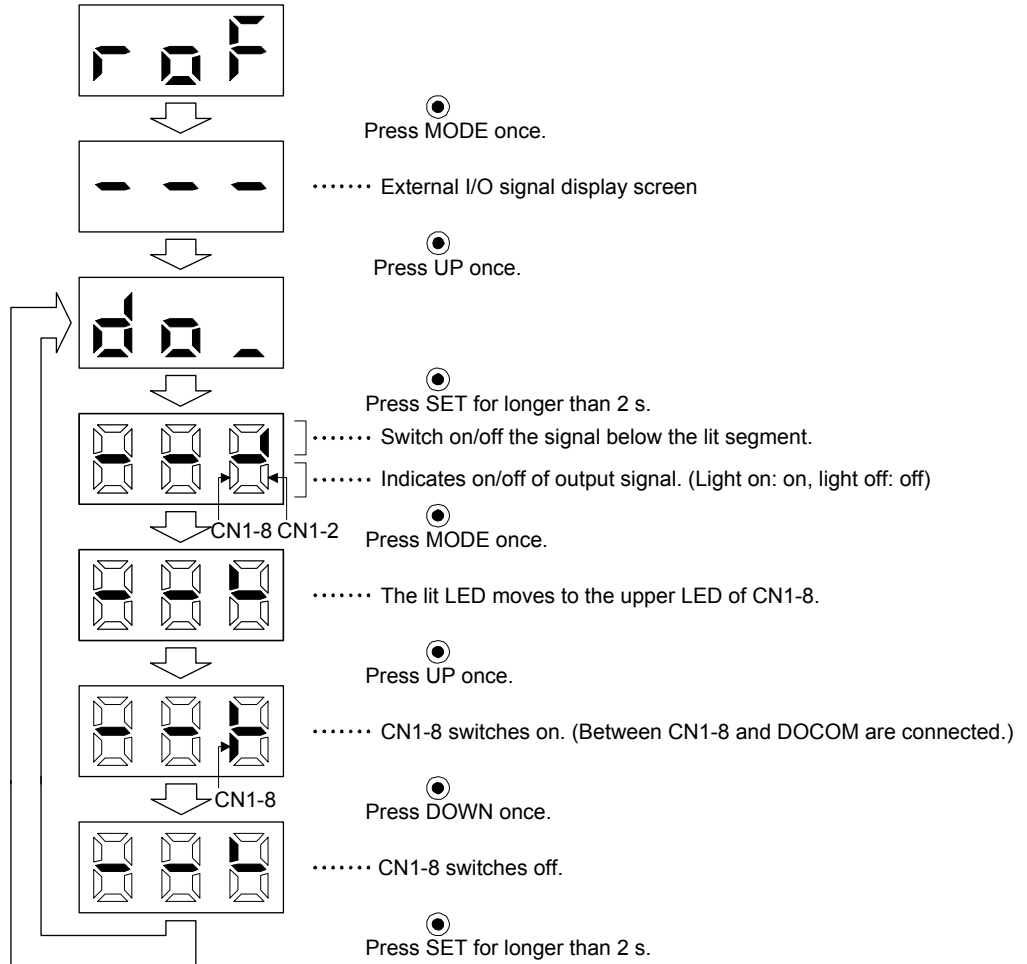 roF
Press MODE once.
- - -
······· External I/O signal display screen
Press UP once.
do_
Press SET for longer than 2 s.
······· Switch on/off the signal below the lit segment.
······· Indicates on/off of output signal. (Light on: on, light off: off)
CN1-8 CN1-2
Press MODE once.
······· The lit LED moves to the upper LED of CN1-8.
Press UP once.
······· CN1-8 switches on. (Between CN1-8 and DOCOM are connected.)
CN1-8
Press DOWN once.
······· CN1-8 switches off.
Press SET for longer than 2 s.